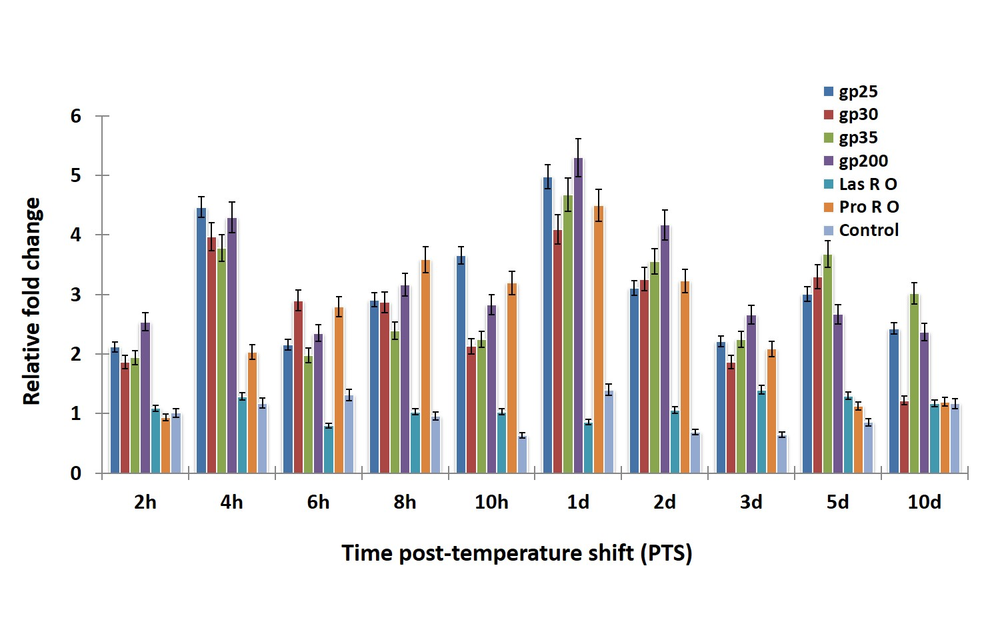 gp25
gp30
gp35
gp200
Las R O
Pro R O
Control
6
5
4
3
2
1
0
Relative fold change
2h 4h 6h 8h 10h 1d 2d 3d 5d 10d
Time post-temperature shift (PTS)